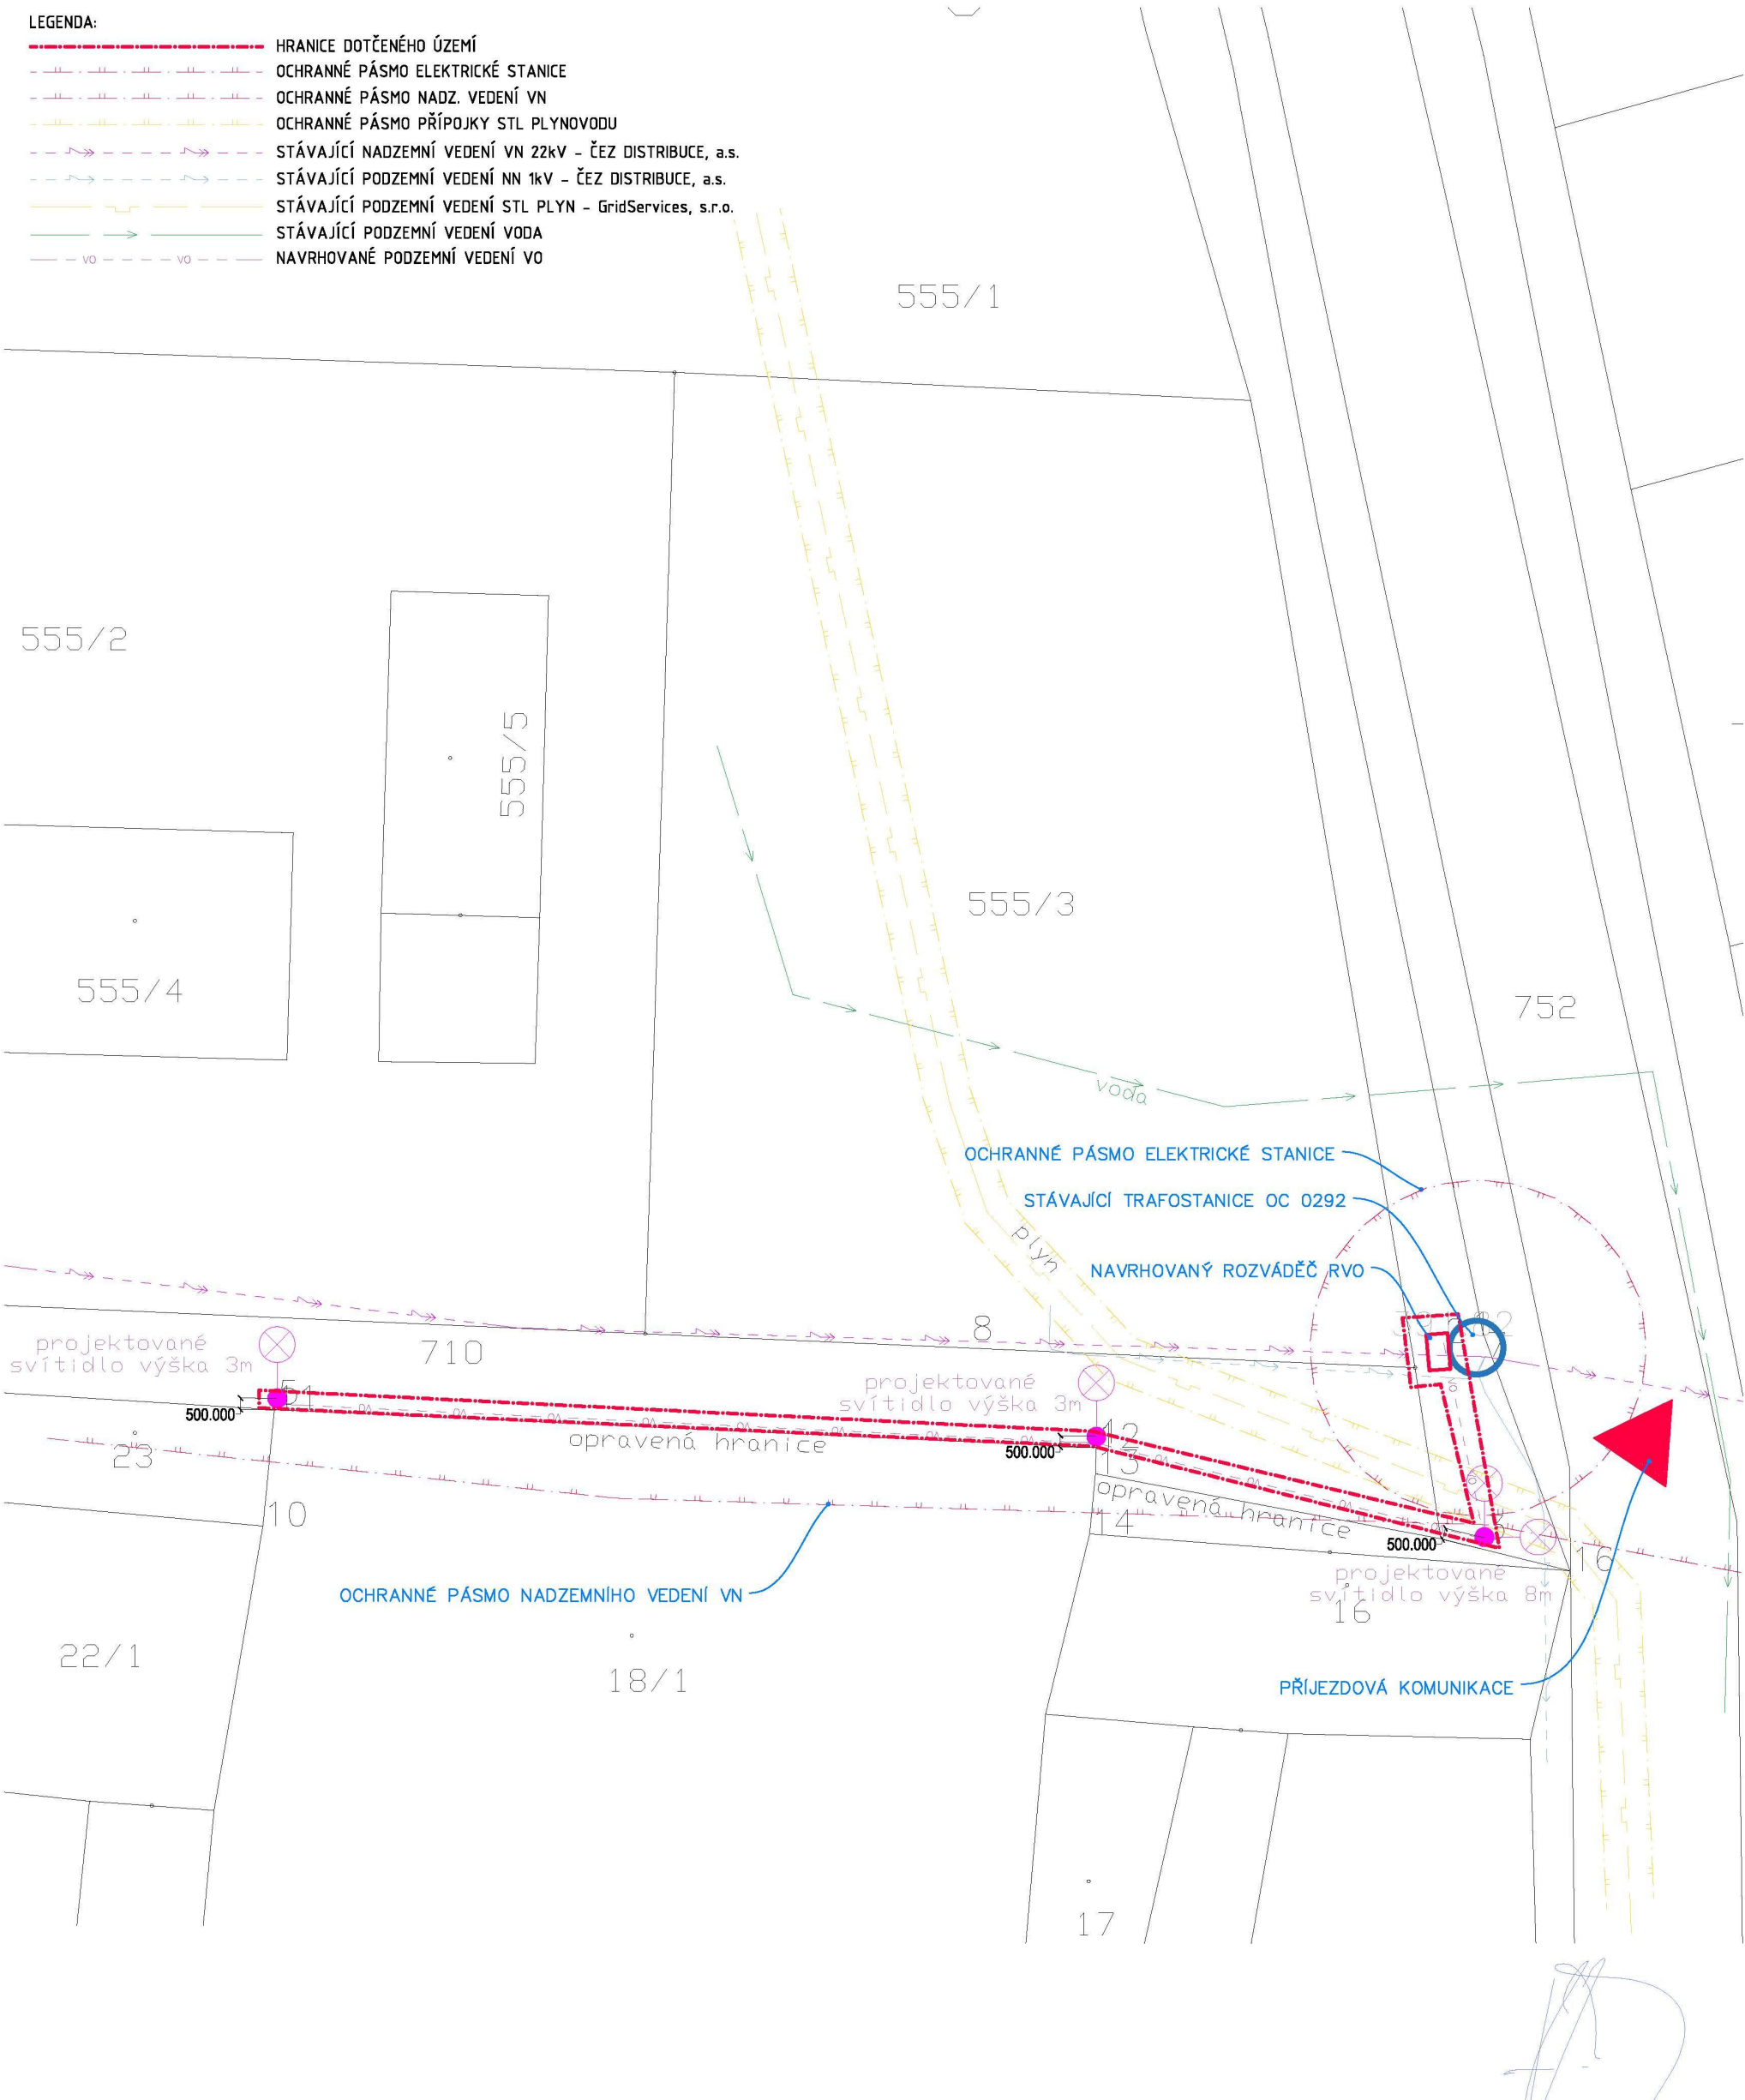 LEGENDA:
HRANICE DOTČENÉHO ÚZEMÍ
OCHRANNÉ PÁSMO ELEKTRICKÉ STANICE
OCHRANNÉ PÁSMO NADZ. VEDENÍ VN
OCHRANNÉ PÁSMO PŘÍPOJKY STL PLYNOVODU
STÁVAJÍCÍ NADZEMNÍ VEDENÍ VN 22kV - ČEZ DISTRIBUCE, a.s.
STÁVAJÍCÍ PODZEMNÍ VEDENÍ NN 1kV - ČEZ DISTRIBUCE, a.s.
STÁVAJÍCÍ PODZEMNÍ VEDENÍ STL PLYN - GridServices, s.r.o.
STÁVAJÍCÍ PODZEMNÍ VEDENÍ VODA
VO VO NAVRHOVANÉ PODZEMNÍ VEDENÍ VO
555/1
555/2
555/5
555/3
555/4
752
voda
OCHRANNÉ PÁSMO ELEKTRICKÉ STANICE
STÁVAJÍCÍ TRAFOSTANICE OC 0292
plyn
NAVRHOVANÝ ROZVÁDĚČ RVO
8
projektované
svítidlo výška 3m
710
projektované
svítidlo výška 3m
51
500.000
opravená hranice
12
500.000
13
23
opravená hranice
10
14
500.000
16
projektované
svítidlo výška 8m
16
OCHRANNÉ PÁSMO NADZEMNÍHO VEDENÍ VN
22/1
18/1
PŘÍJEZDOVÁ KOMUNIKACE
17